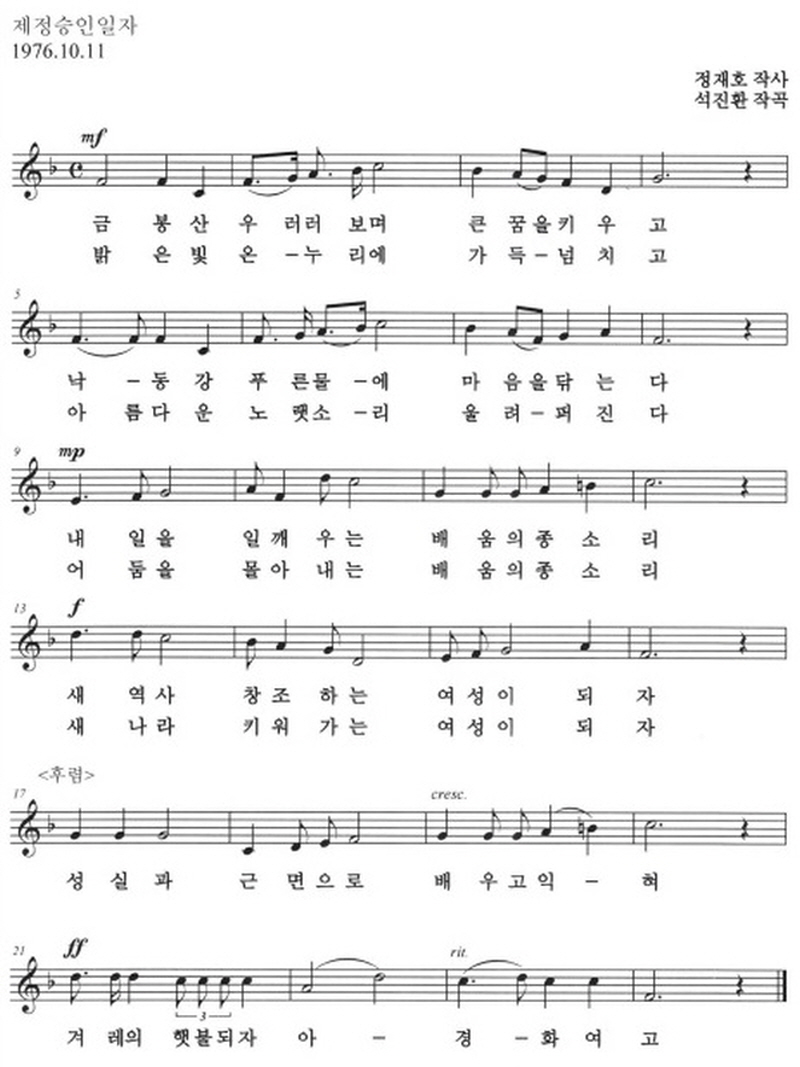 제정승인일자
1976.10.11
정재호 작사
석진환 작곡
mf
금 봉 산 우 러러 보며 큰 꿈을키 우 고
밝 은 빛 온 -누 리에 가 득-넘 치 고
5
낙 -동 강 푸 른물 -에 마 음을닦 는 다
아 름다 운 노 랫소 -리 울 려-퍼 진 다
9 mp
내 일을 일깨 우는 배 움의종 소 리
어 둠을 몰아 내는 배 움의종 소 리
13 f
새 역사 창조 하는 여성이 되 자
새 나라 키워 가는 여성이 되 자
<후렴>
17 cresc.
성 실 과 근 면으로 배 우고익 - 혀
21 ff rit.
3
겨 레의 횃불되자 아 - 경 -화 여 고